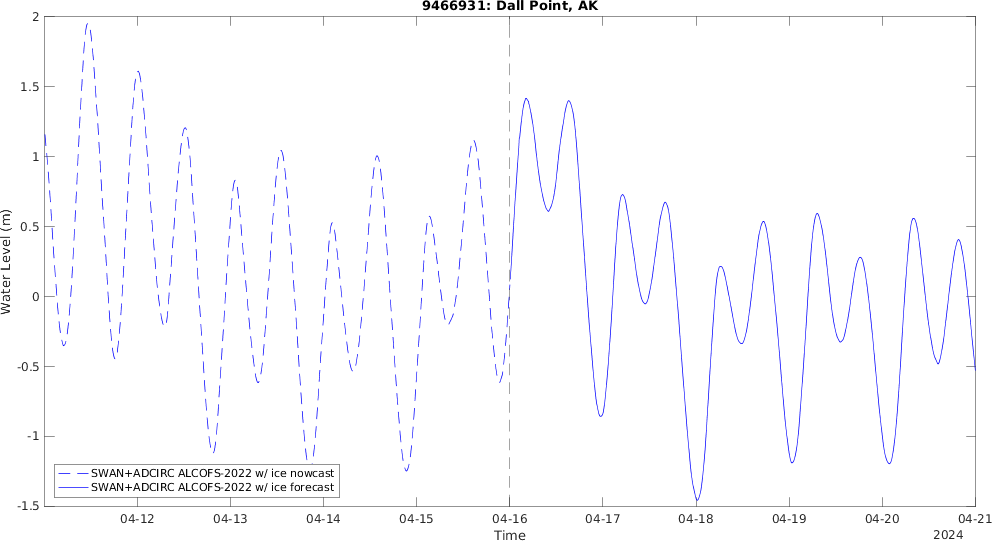 9466931: Dall Point, AK
2
1.5
1
0.5
0
-0.5
-1
-1.5
Water Level (m)
SWAN+ADCIRC ALCOFS-2022 w/ ice nowcast
SWAN+ADCIRC ALCOFS-2022 w/ ice forecast
04-12 04-13 04-14 04-15 04-16 04-17 04-18 04-19 04-20 04-21
Time
2024